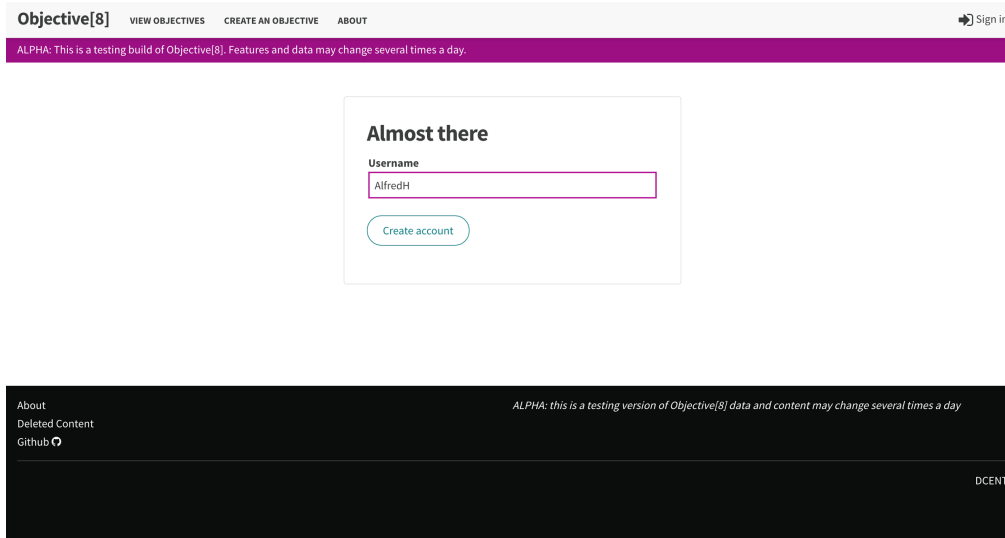 Objective[8] VIEW OBJECTIVES CREATE AN OBJECTIVE ABOUT Sign in
ALPHA: This is a testing build of Objective[8]. Features and data may change several times a day.
Almost there
Username
AlfredH
Create account
About
ALPHA: this is a testing version of Objective[8] data and content may change several times a day
Deleted Content
Github
DCENT